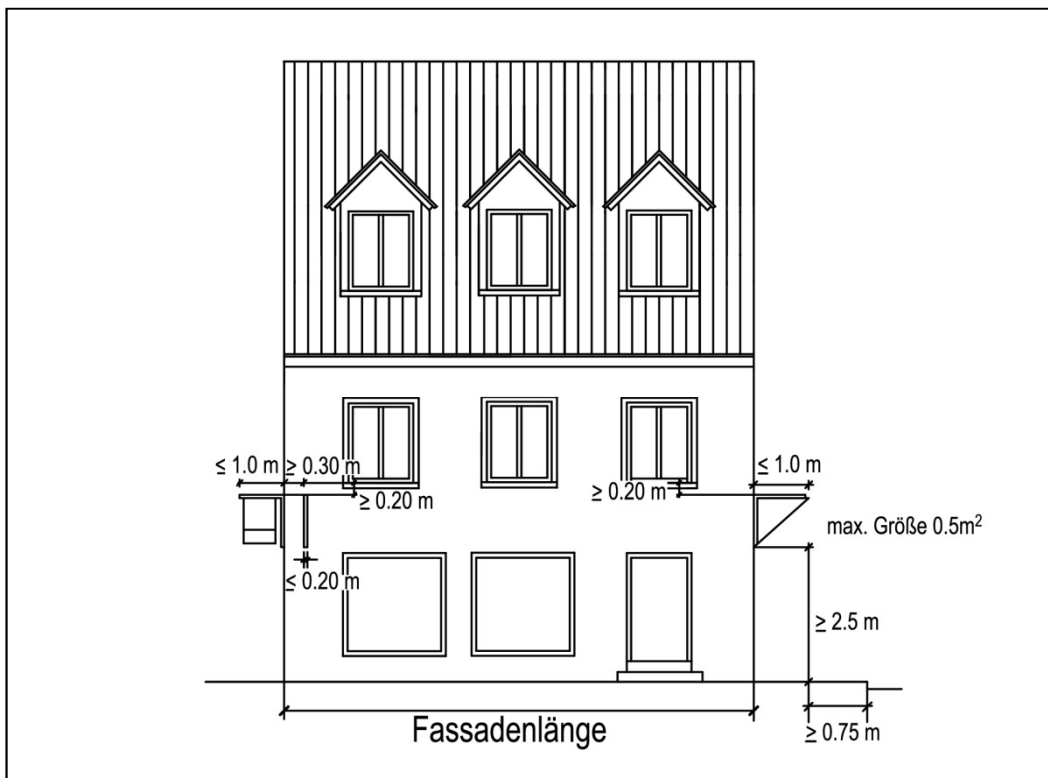 ≤ 1.0 m ≥ 0.30 m
≤ 1.0 m
≥ 0.20 m
≥ 0.20 m
max. Größe 0.5m²
≤ 0.20 m
≥ 2.5 m
Fassadenlänge
≥ 0.75 m